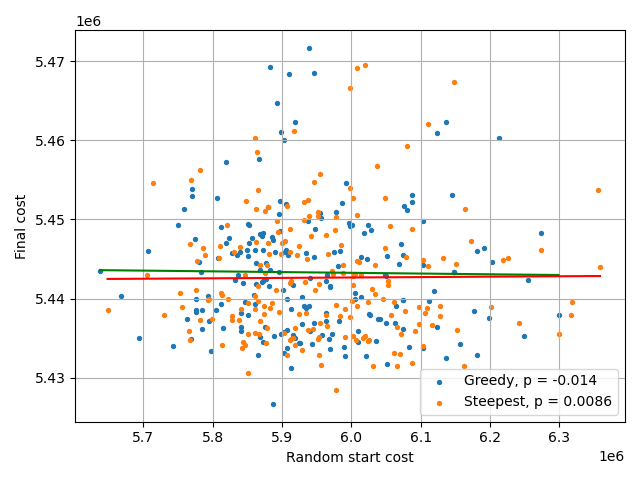 1e6
5.47
5.46
5.45
5.44
5.43
Final cost
Greedy, p = -0.014
Steepest, p = 0.0086
5.7 5.8 5.9 6.0 6.1 6.2 6.3
Random start cost
1e6